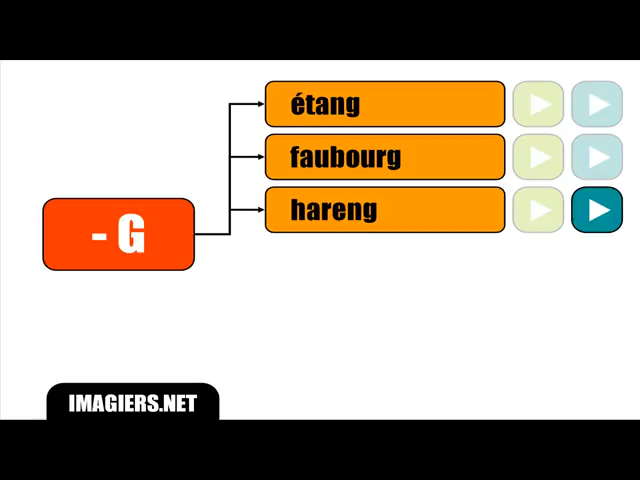 étang
faubourg
hareng
- G
IMAGIERS.NET